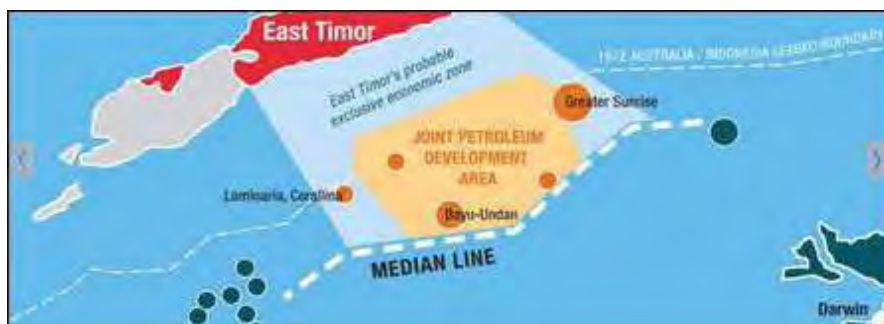 East Timor
1972 AUSTRALIA / INDONESIA SEABED BOUNDARY
East Timor's probable
exclusive economic zone
Greater Sunrise
JOINT PETROLEUM
DEVELOPMENT
AREA
Laminaria, Corallina
Bayu-Undan
MEDIAN LINE
Darwin